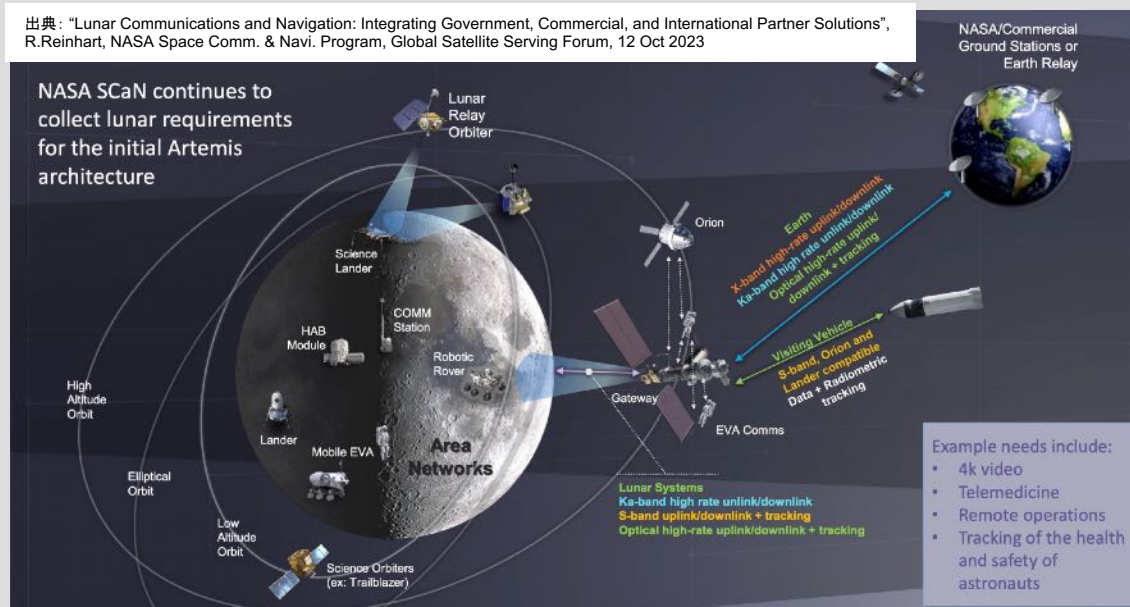 出典： “Lunar Communications and Navigation: Integrating Government, Commercial, and International Partner Solutions”,
R.Reinhart, NASA Space Comm. & Navi. Program, Global Satellite Serving Forum, 12 Oct 2023
NASA/Commercial
Ground Stations or
Earth Relay
NASA SCaN continues to
collect lunar requirements
for the initial Artemis
architecture
Lunar
Relay
Orbiter
Orion
Earth
X-band high-rate uplink/downlink
Ka-band high rate unlink/downlink
Optical high-rate uplink/
downlink + tracking
Science
Lander
COMM
Station
HAB
Module
Robotic
Rover
Visiting Vehicle
S-band, Orion and
Lander compatible
Data + Radiometric
tracking
High
Altitude
Orbit
Gateway
Lander
EVA Comms
Mobile EVA
Area
Networks
Elliptical
Orbit
Lunar Systems
Ka-band high rate unlink/downlink
S-band uplink/downlink + tracking
Optical high-rate uplink/downlink + tracking
Low
Altitude
Orbit
Science Orbiters
(ex: Trailblazer)
Example needs include:
• 4k video
• Telemedicine
• Remote operations
• Tracking of the health
and safety of
astronauts